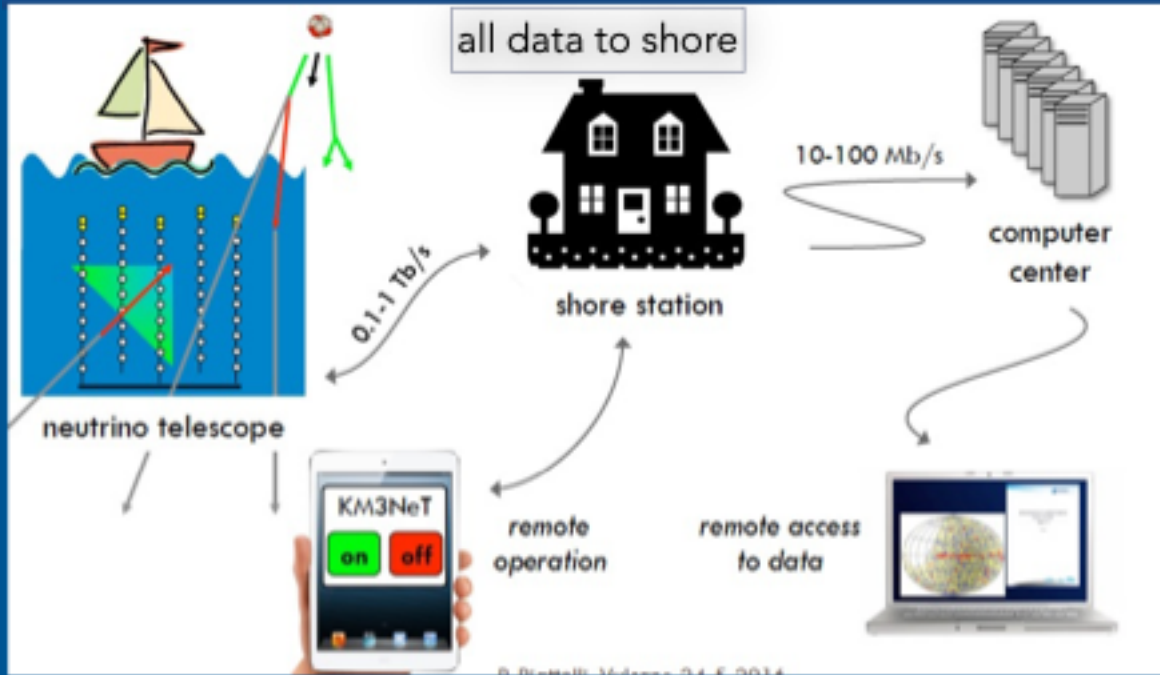 all data to shore
10-100 Mb/s
computer
center
0.1-1 Tb/s
shore station
neutrino telescope
KM3NeT
on
off
remote
operation
remote access
to data